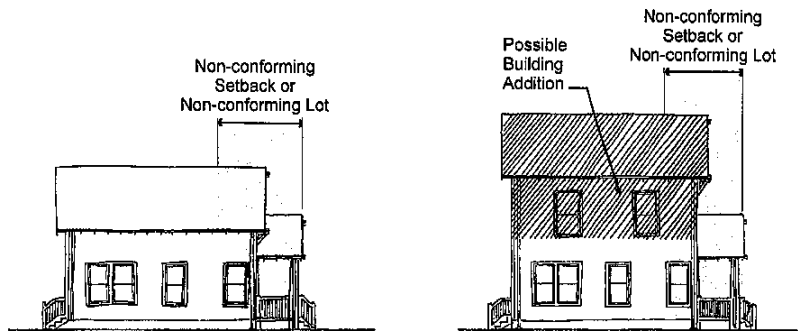 Non-conforming
Setback or
Non-conforming Lot
Possible
Building
Addition
Non-conforming
Setback or
Non-conforming Lot